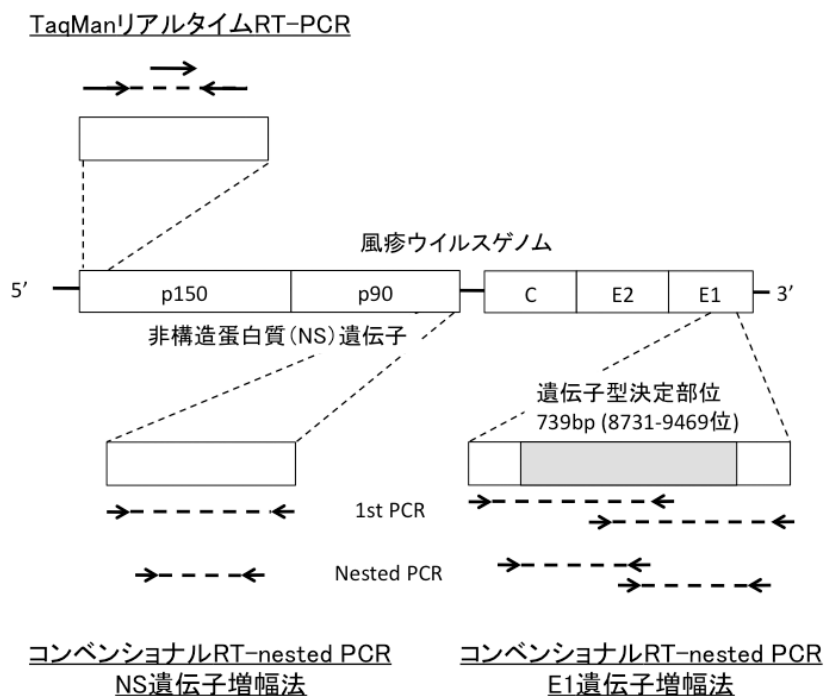 TaqManリアルタイムRT-PCR
風疹ウイルスゲノム
5’
p150
p90
C
E2
E1
3’
非構造蛋白質(NS)遺伝子
遺伝子型決定部位
739bp (8731-9469位)
1st PCR
Nested PCR
コンベンショナルRT-nested PCR
NS遺伝子増幅法
コンベンショナルRT-nested PCR
E1遺伝子増幅法